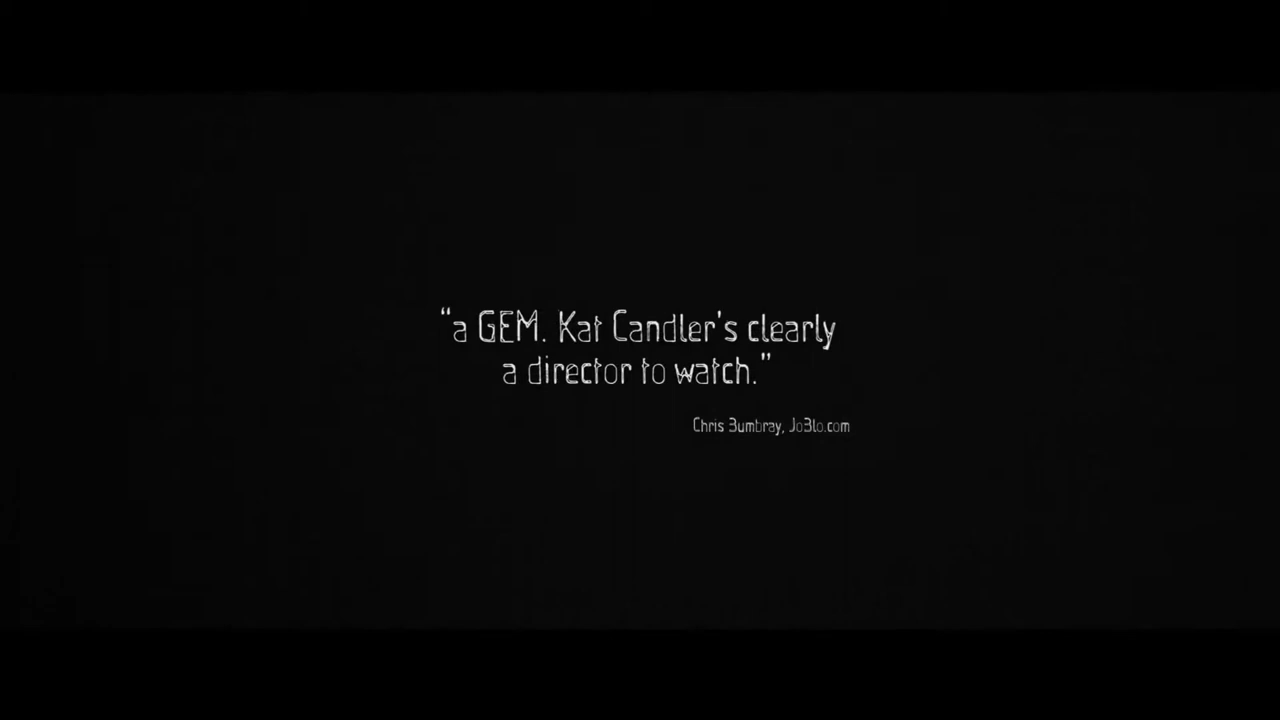 “a GEM. Kat Candler's clearly
a director to watch.”
Chris Bumbray, JoBlo.com